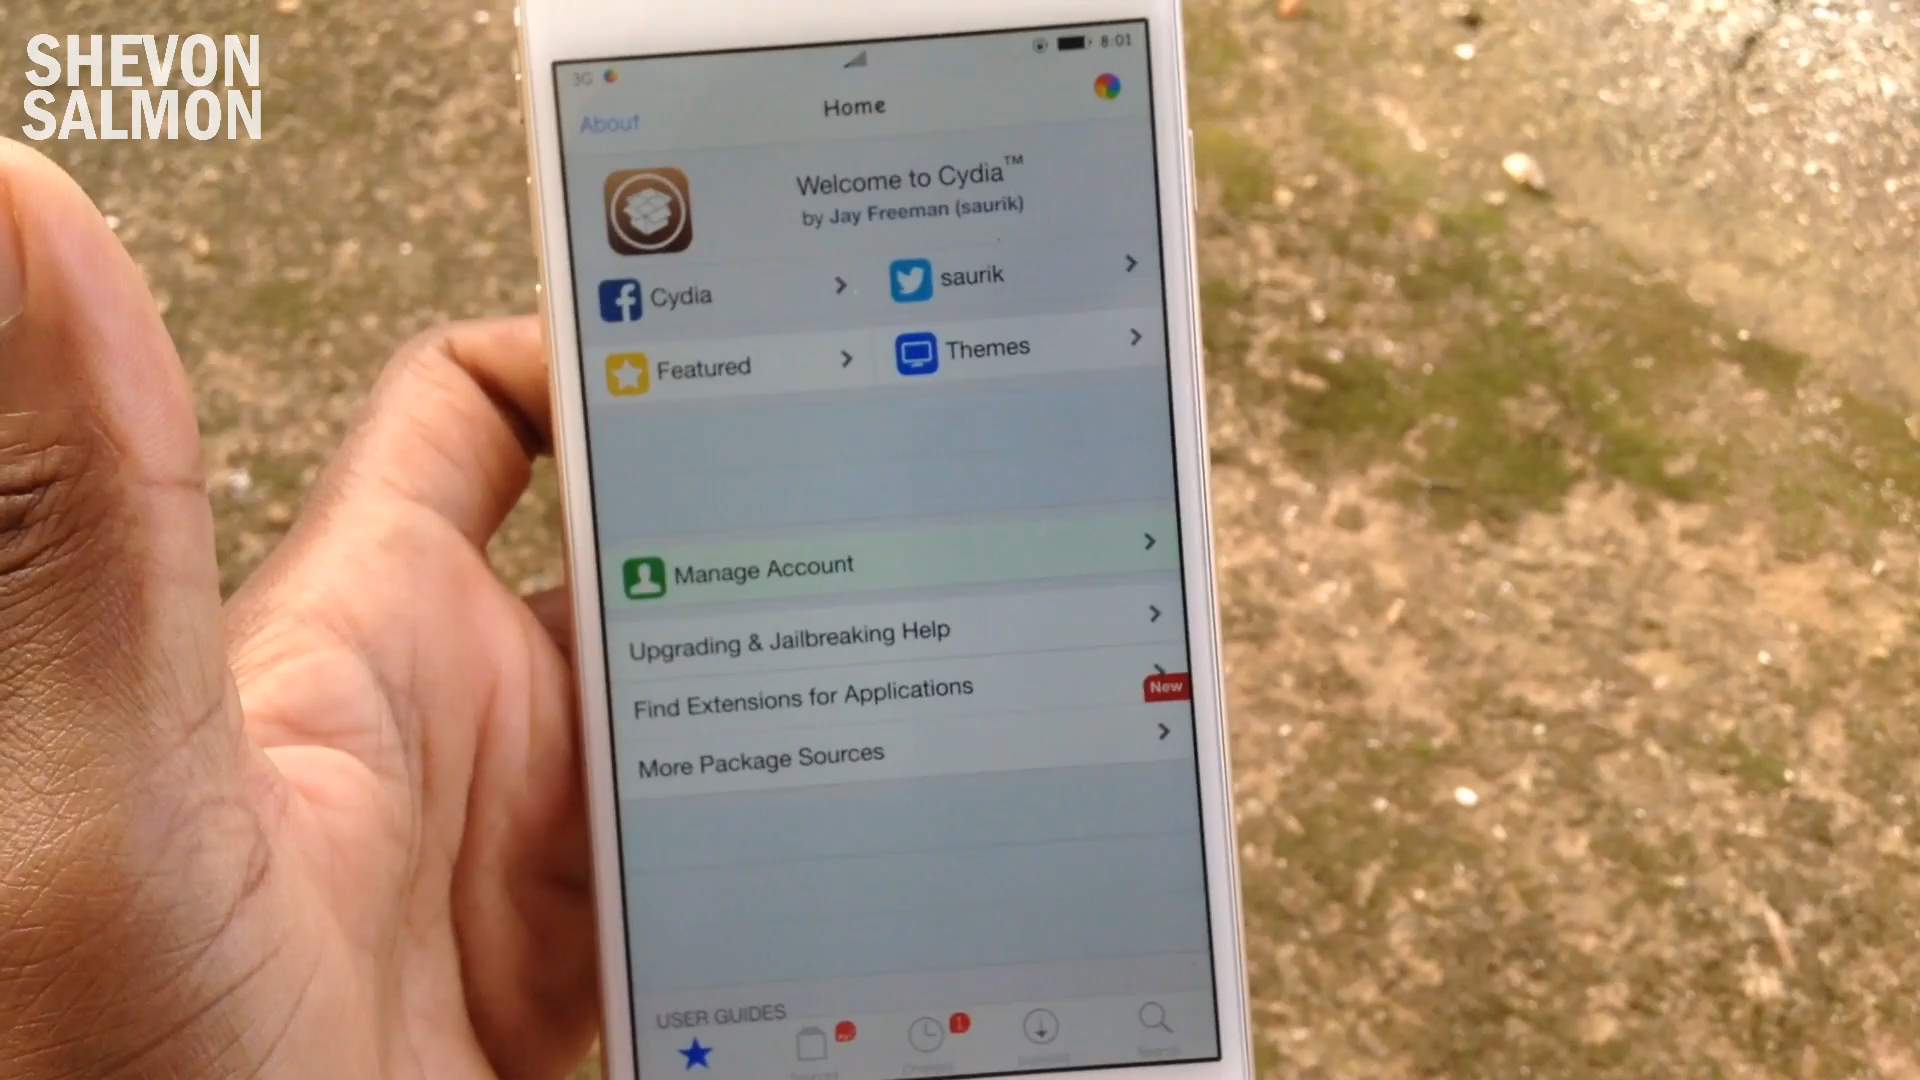 SHEVON
SALMON
3G
8:01
About
Home
Welcome to Cydia™
by Jay Freeman (saurik)
Cydia
saurik
Featured
Themes
Manage Account
Upgrading & Jailbreaking Help
Find Extensions for Applications
New
More Package Sources
USER GUIDES
1